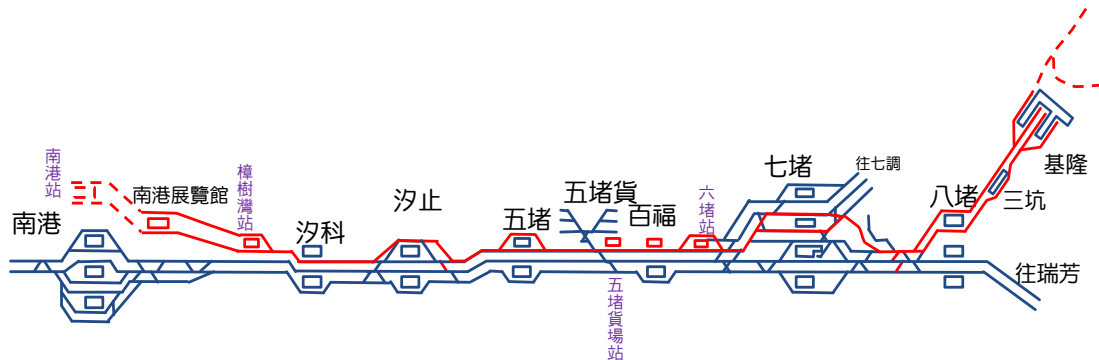 南港站
南港
南港展覽館
樟樹灣站
汐科
汐止
五堵
五堵貨
五堵貨場站
百福
六堵站
七堵
往七調
八堵
三坑
基隆
往瑞芳